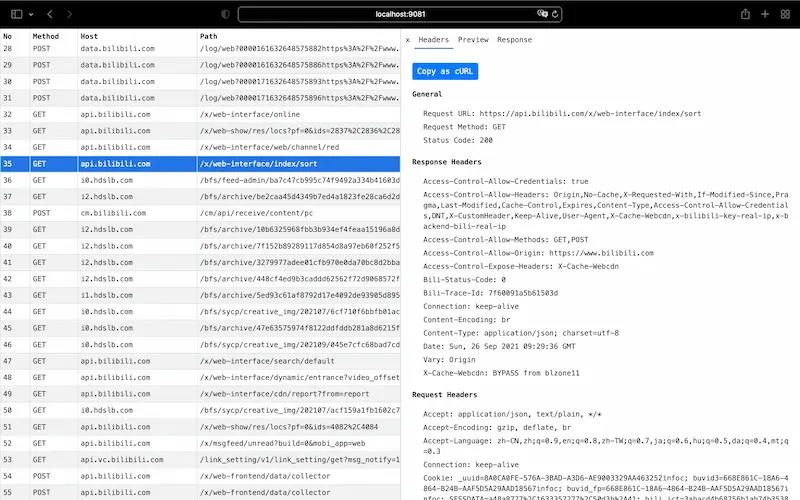 localhost:9081
No Method Host Path
28 POST data.bilibili.com /log/web?0000161632648575882https%3A%2F%2Fwww.
29 POST data.bilibili.com /log/web?0000161632648575886https%3A%2F%2Fwww.
30 POST data.bilibili.com /log/web?0000171632648575893https%3A%2F%2Fwww.
31 POST data.bilibili.com /log/web?0000171632648575896https%3A%2F%2Fwww.
32 GET api.bilibili.com /x/web-interface/online
33 GET api.bilibili.com /x/web-show/res/locs?pf=0&ids=2837%2C2836%2C28
34 GET api.bilibili.com /x/web-interface/web/channel/red
35 GET api.bilibili.com /x/web-interface/index/sort
36 GET i0.hdslb.com /bfs/feed-admin/ba7c47cb995c74f9492a334b41603d
37 GET i2.hdslb.com /bfs/archive/be2caa45d4349b7ed4a1823fe28ca6d2d
38 POST cm.bilibili.com /cm/api/receive/content/pc
39 GET i2.hdslb.com /bfs/archive/10b6325968fbb3b934ef4feaa15196a8d
40 GET i2.hdslb.com /bfs/archive/7f152b89289117d854d8a97eb60f252f5
41 GET i2.hdslb.com /bfs/archive/3279977adee01cfb970e0da70bc8d2bba
42 GET i2.hdslb.com /bfs/archive/448cf4ed9b3caddd62562f72d9068572f
43 GET i1.hdslb.com /bfs/archive/5ed93c61af8792d17e4092de93905d895
44 GET i0.hdslb.com /bfs/sycp/creative_img/202107/6cf710f6bbfb01ac
45 GET i0.hdslb.com /bfs/archive/47e63575974f8122ddfddb281a8d6215f
46 GET i0.hdslb.com /bfs/sycp/creative_img/202109/045e7cfc68bad7cd
47 GET api.bilibili.com /x/web-interface/search/default
48 GET api.bilibili.com /x/web-interface/dynamic/entrance?video_offset
49 GET api.bilibili.com /x/web-interface/cdn/report?from=report
50 GET i0.hdslb.com /bfs/sycp/creative_img/202107/acf159a1fb1602c7
51 GET api.bilibili.com /x/web-show/res/locs?pf=0&ids=4082%2C4084
52 GET api.bilibili.com /x/msgfeed/unread?build=0&mobi_app=web
53 GET api.vc.bilibili.com /link_setting/v1/link_setting/get?msg_notify=1
54 POST api.bilibili.com /x/web-frontend/data/collector
55 POST api.bilibili.com /x/web-frontend/data/collector
x Headers Preview Response
Copy as cURL
General
Request URL: https://api.bilibili.com/x/web-interface/index/sort
Request Method: GET
Status Code: 200
Response Headers
Access-Control-Allow-Credentials: true
Access-Control-Allow-Headers: Origin,No-Cache,X-Requested-With,If-Modified-Since,Pra
gma,Last-Modified,Cache-Control,Expires,Content-Type,Access-Control-Allow-Credential
s,DNT,X-CustomHeader,Keep-Alive,User-Agent,X-Cache-Webcdn,x-bilibili-key-real-ip,x-b
ackend-bili-real-ip
Access-Control-Allow-Methods: GET,POST
Access-Control-Allow-Origin: https://www.bilibili.com
Access-Control-Expose-Headers: X-Cache-Webcdn
Bili-Status-Code: 0
Bili-Trace-Id: 7f60091a5b61503d
Connection: keep-alive
Content-Encoding: br
Content-Type: application/json; charset=utf-8
Date: Sun, 26 Sep 2021 09:29:36 GMT
Vary: Origin
X-Cache-Webcdn: BYPASS from blzone11
Request Headers
Accept: application/json, text/plain, */*
Accept-Encoding: gzip, deflate, br
Accept-Language: zh-CN,zh;q=0.9,en;q=0.8,zh-TW;q=0.7,ja;q=0.6,hu;q=0.5,da;q=0.4,mt;q
=0.3
Connection: keep-alive
Cookie: _uuid=8A0CA0FE-576A-3BAD-A3D6-AE9003329AA463252infoc; buvid3=668E861C-18A6-4
864-B24B-AAF5D5A29AAD18567infoc; buvid_fp=668E861C-18A6-4864-B24B-AAF5D5A29AAD18567i